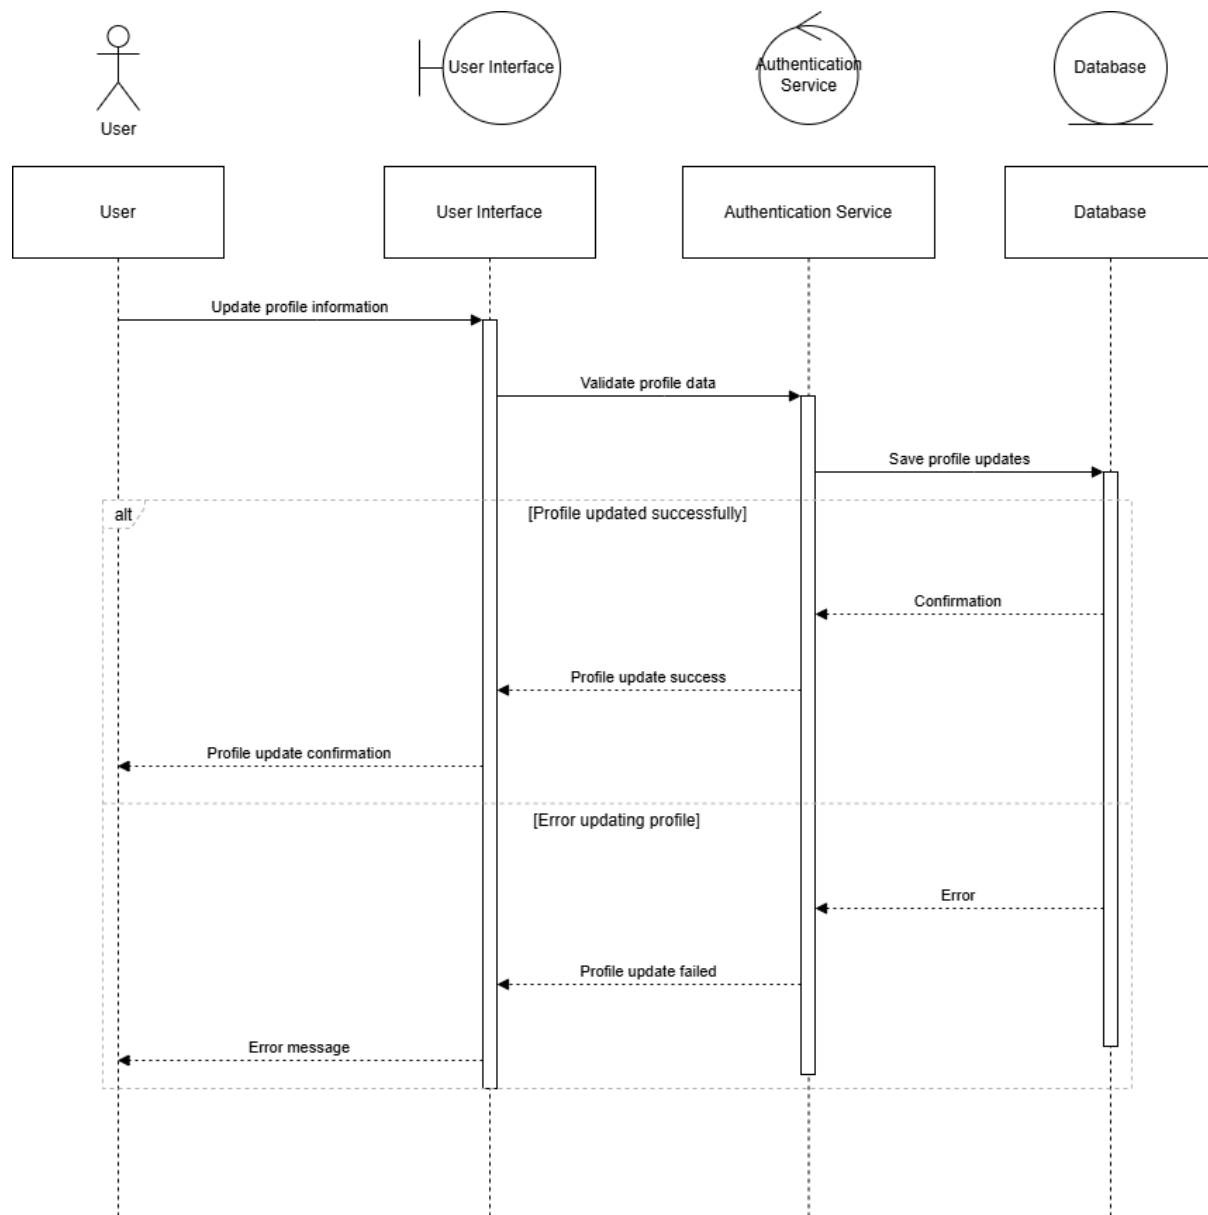 User Interface
Authentication
Service
Database
User
User
User Interface
Authentication Service
Database
Update profile information
Validate profile data
Save profile updates
alt
[Profile updated successfully]
Confirmation
Profile update success
Profile update confirmation
[Error updating profile]
Error
Profile update failed
Error message